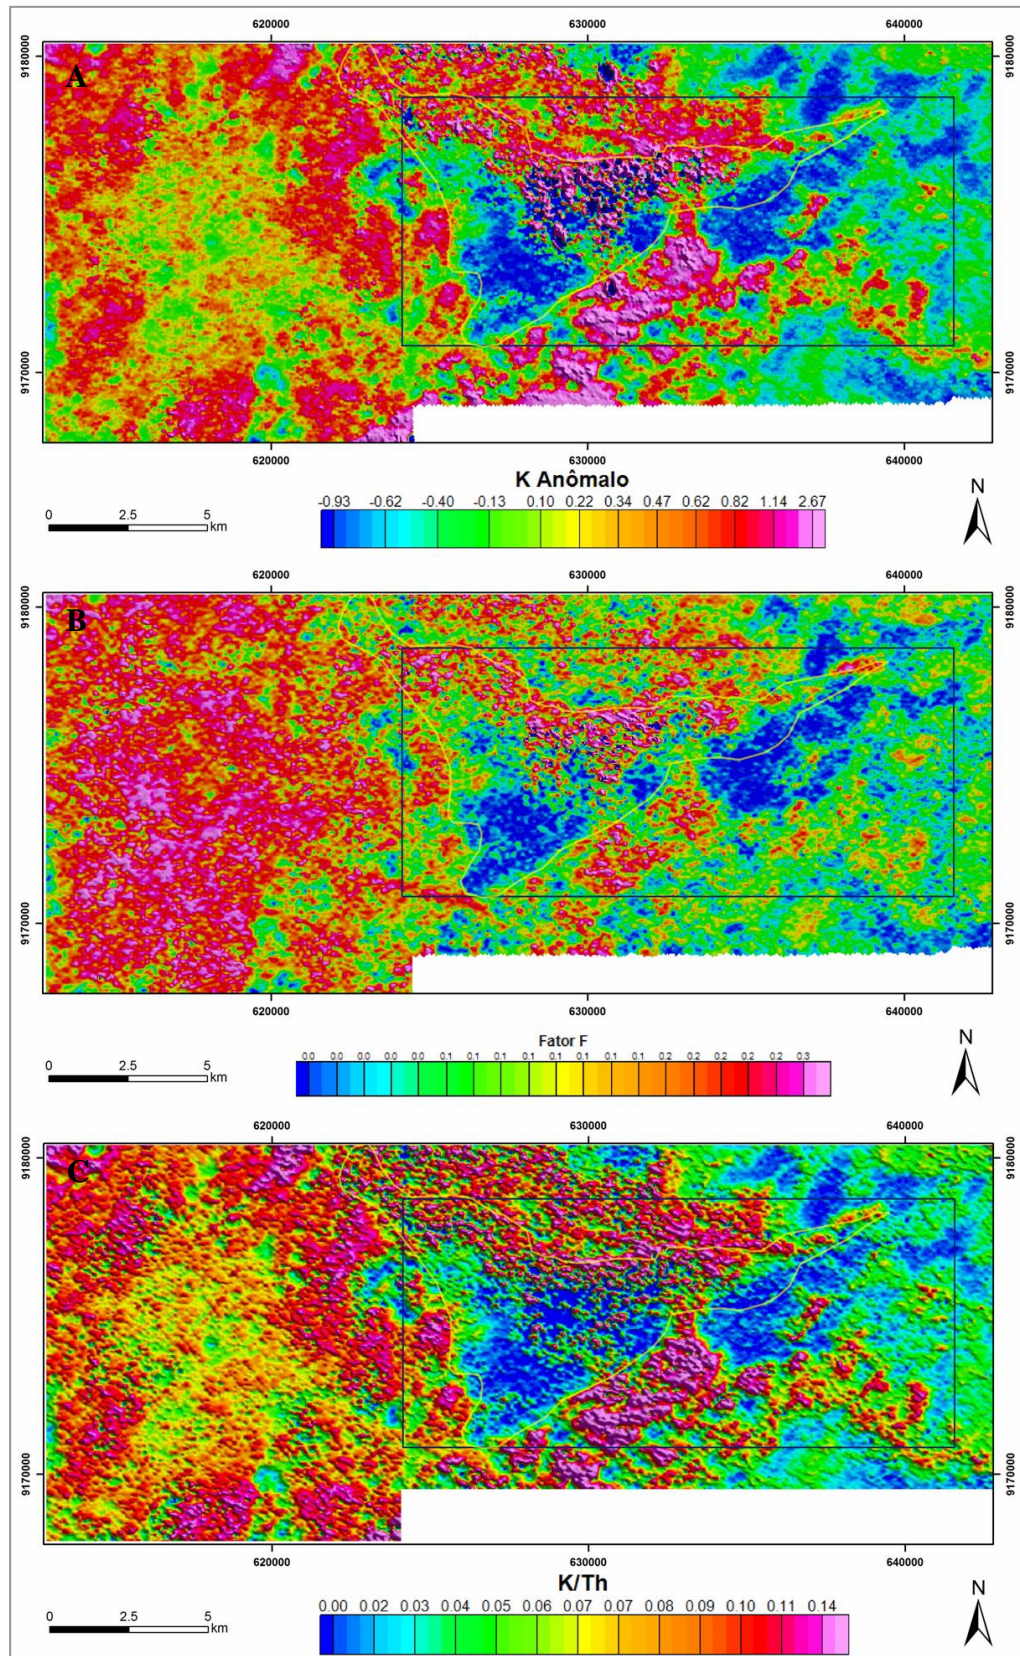 620000 630000 640000
9180000 9180000
A
9170000 9170000
620000 630000 640000
K Anômalo
-0.93 -0.62 -0.40 -0.13 0.10 0.22 0.34 0.47 0.62 0.82 1.14 2.67
0 2.5 5 km
N
620000 630000 640000
9180000 9180000
B
9170000 9170000
620000 630000 640000
Fator F
0.0 0.0 0.0 0.0 0.0 0.1 0.1 0.1 0.1 0.1 0.1 0.1 0.1 0.2 0.2 0.2 0.2 0.2 0.3
0 2.5 5 km
N
620000 630000 640000
9180000 9180000
C
9170000 9170000
620000 630000 640000
K/Th
0.00 0.02 0.03 0.04 0.05 0.06 0.07 0.07 0.08 0.09 0.10 0.11 0.14
0 2.5 5 km
N